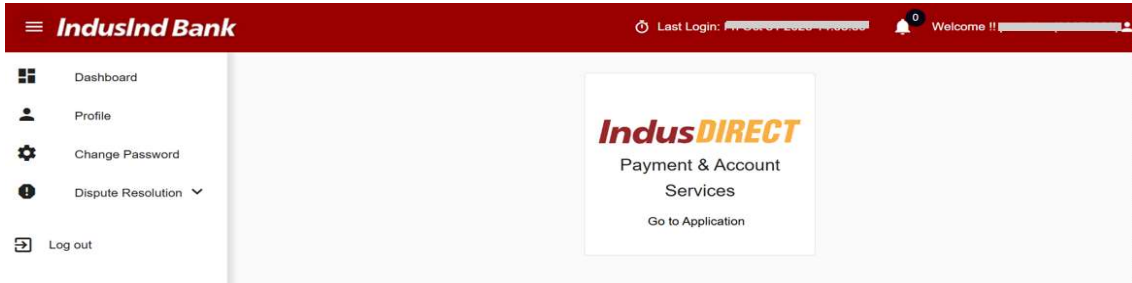 IndusInd Bank
Last Login:
0
Welcome !!
Dashboard
Profile
Change Password
Dispute Resolution
Log out
IndusDIRECT
Payment & Account
Services
Go to Application